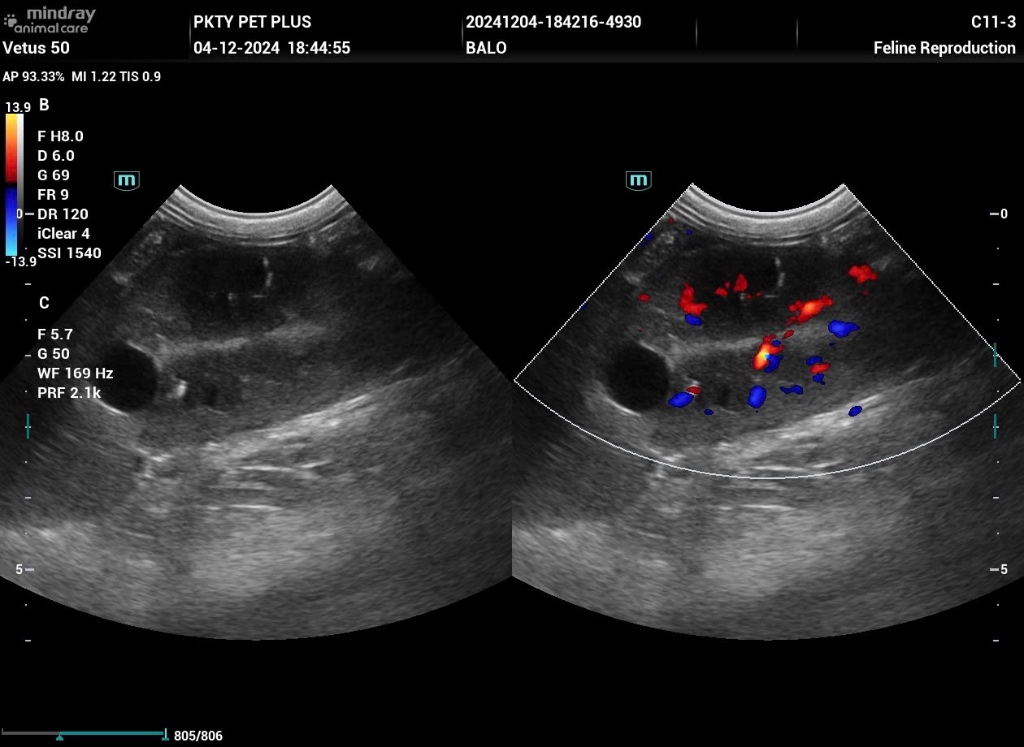 mindray
animal care
Vetus 50
PKTY PET PLUS
04-12-2024 18:44:55
20241204-184216-4930
BALO
C11-3
Feline Reproduction
AP 93.33% MI 1.22 TIS 0.9
13.9
B
F H8.0
D 6.0
G 69
FR 9
DR 120
iClear 4
SSI 1540
0
-13.9
C
F 5.7
G 50
WF 169 Hz
PRF 2.1k
5
m
m
0
5
805/806